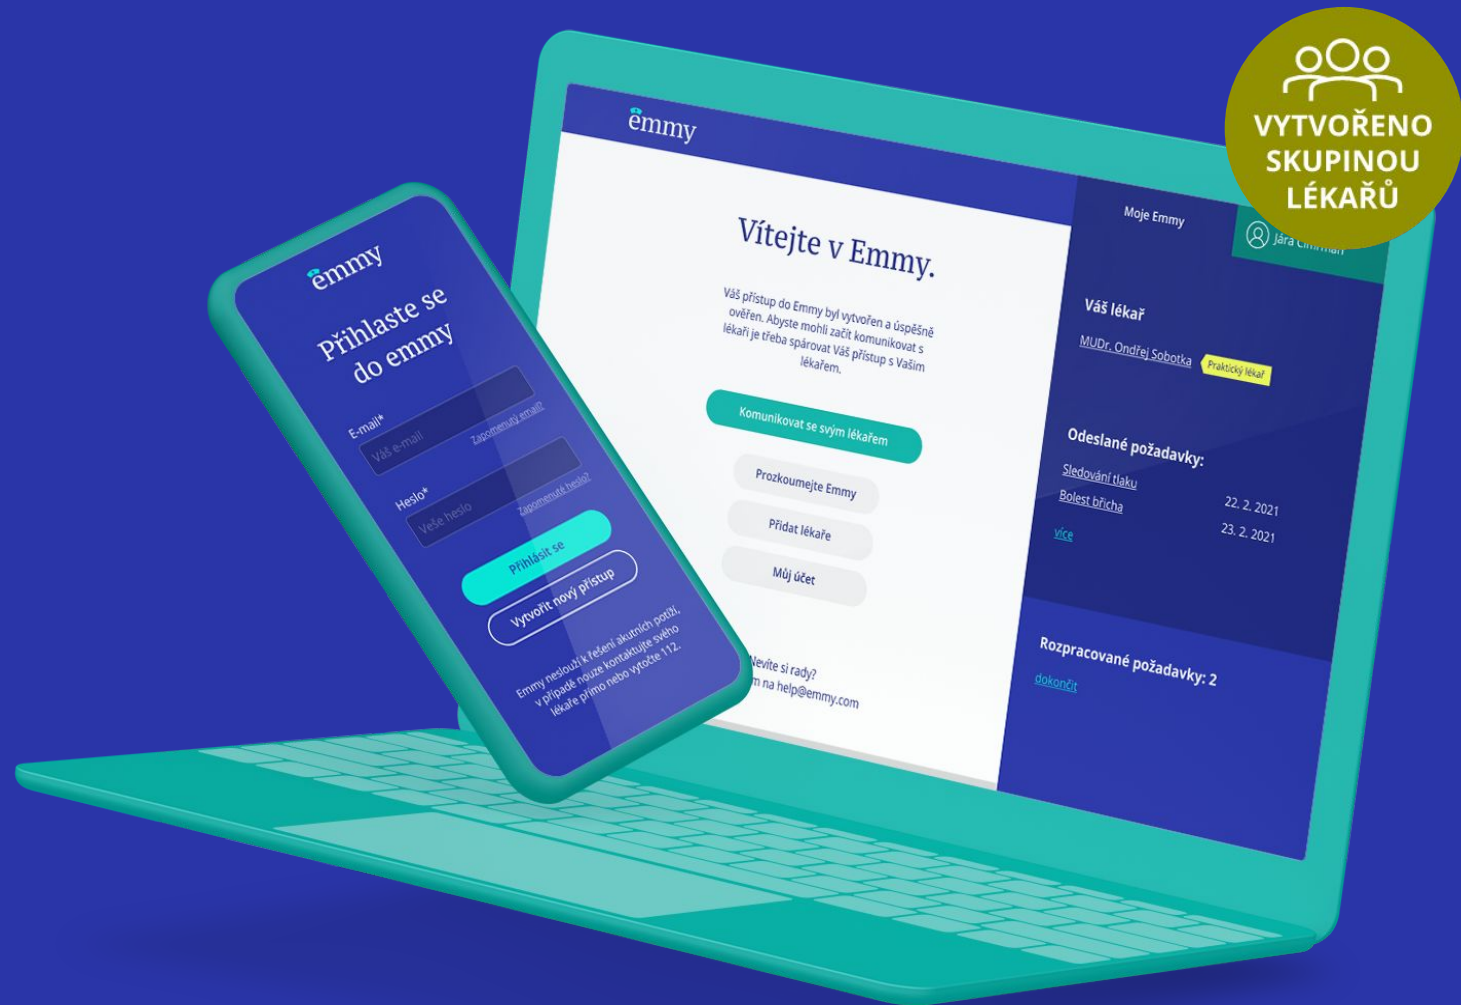 VYTVOŘENO
SKUPINOU
LÉKAŘŮ
emmy
Přihlaste se
do emmy
E-mail*
Váš e-mail
Zapomenutý email?
Heslo*
Veše heslo
Zapomenuté heslo?
Přihlásit se
Vytvořit nový přístup
Emmy neslouží k řešení akutních potíží,
v případě nouze kontaktujte svého
lékaře přímo nebo vytočte 112.
emmy
Vítejte v Emmy.
Váš přístup do Emmy byl vytvořen a úspěšně
ověřen. Abyste mohli začít komunikovat s
lékaři je třeba spárovat Váš přístup s Vašim
lékařem.
Komunikovat se svým lékařem
Prozkoumejte Emmy
Přidat lékaře
Můj účet
Nevíte si rady?
na help@emmy.com
Moje Emmy
Jára
Váš lékař
MUDr. Ondřej Sobotka
Praktický lékař
Odeslané požadavky:
Sledování tlaku 22. 2. 2021
Bolest břicha 23. 2. 2021
více
Rozpracované požadavky: 2
dokončit